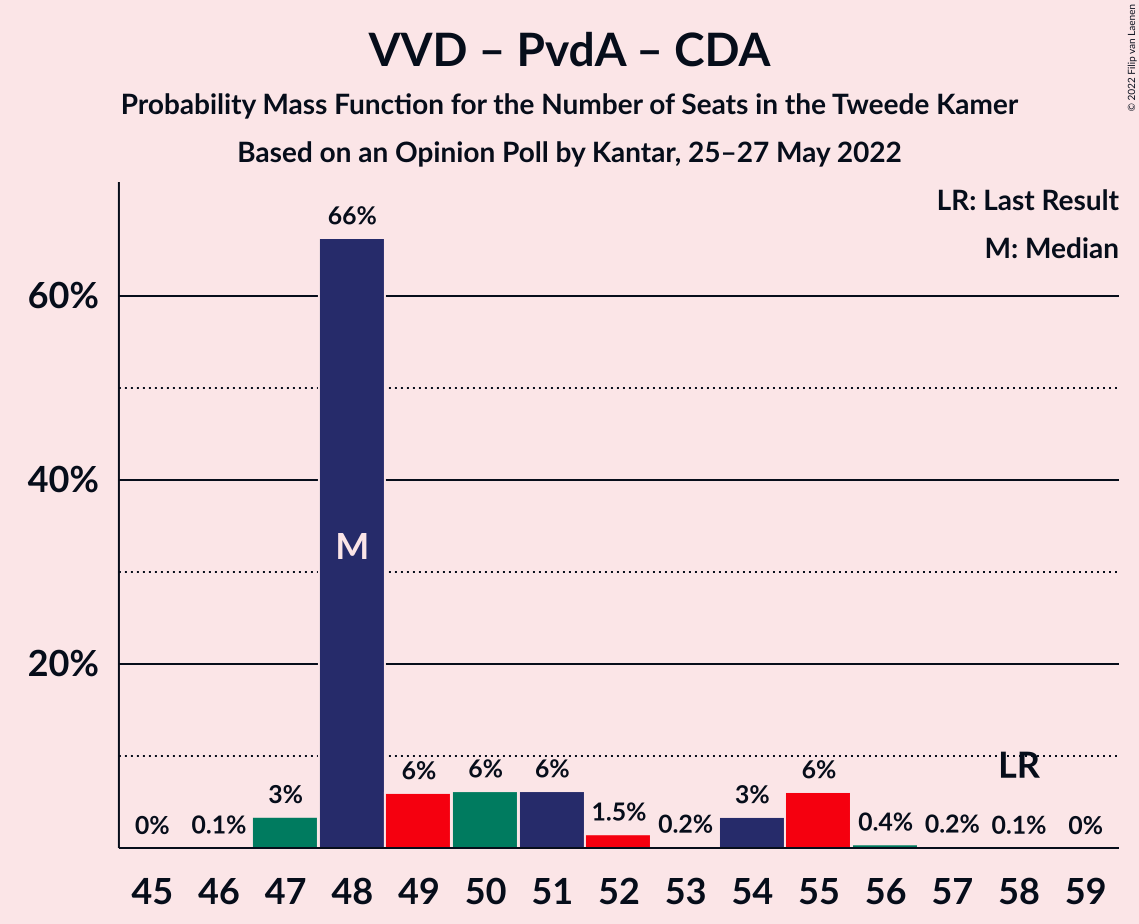 VVD – PvdA – CDA
Probability Mass Function for the Number of Seats in the Tweede Kamer
Based on an Opinion Poll by Kantar, 25–27 May 2022
© 2022 Filip van Laenen
LR: Last Result
M: Median
60%
40%
20%
0%
0.1%
3%
66%
M
6%
6%
6%
1.5%
0.2%
3%
6%
0.4%
0.2%
LR
0.1%
0%
45 46 47 48 49 50 51 52 53 54 55 56 57 58 59